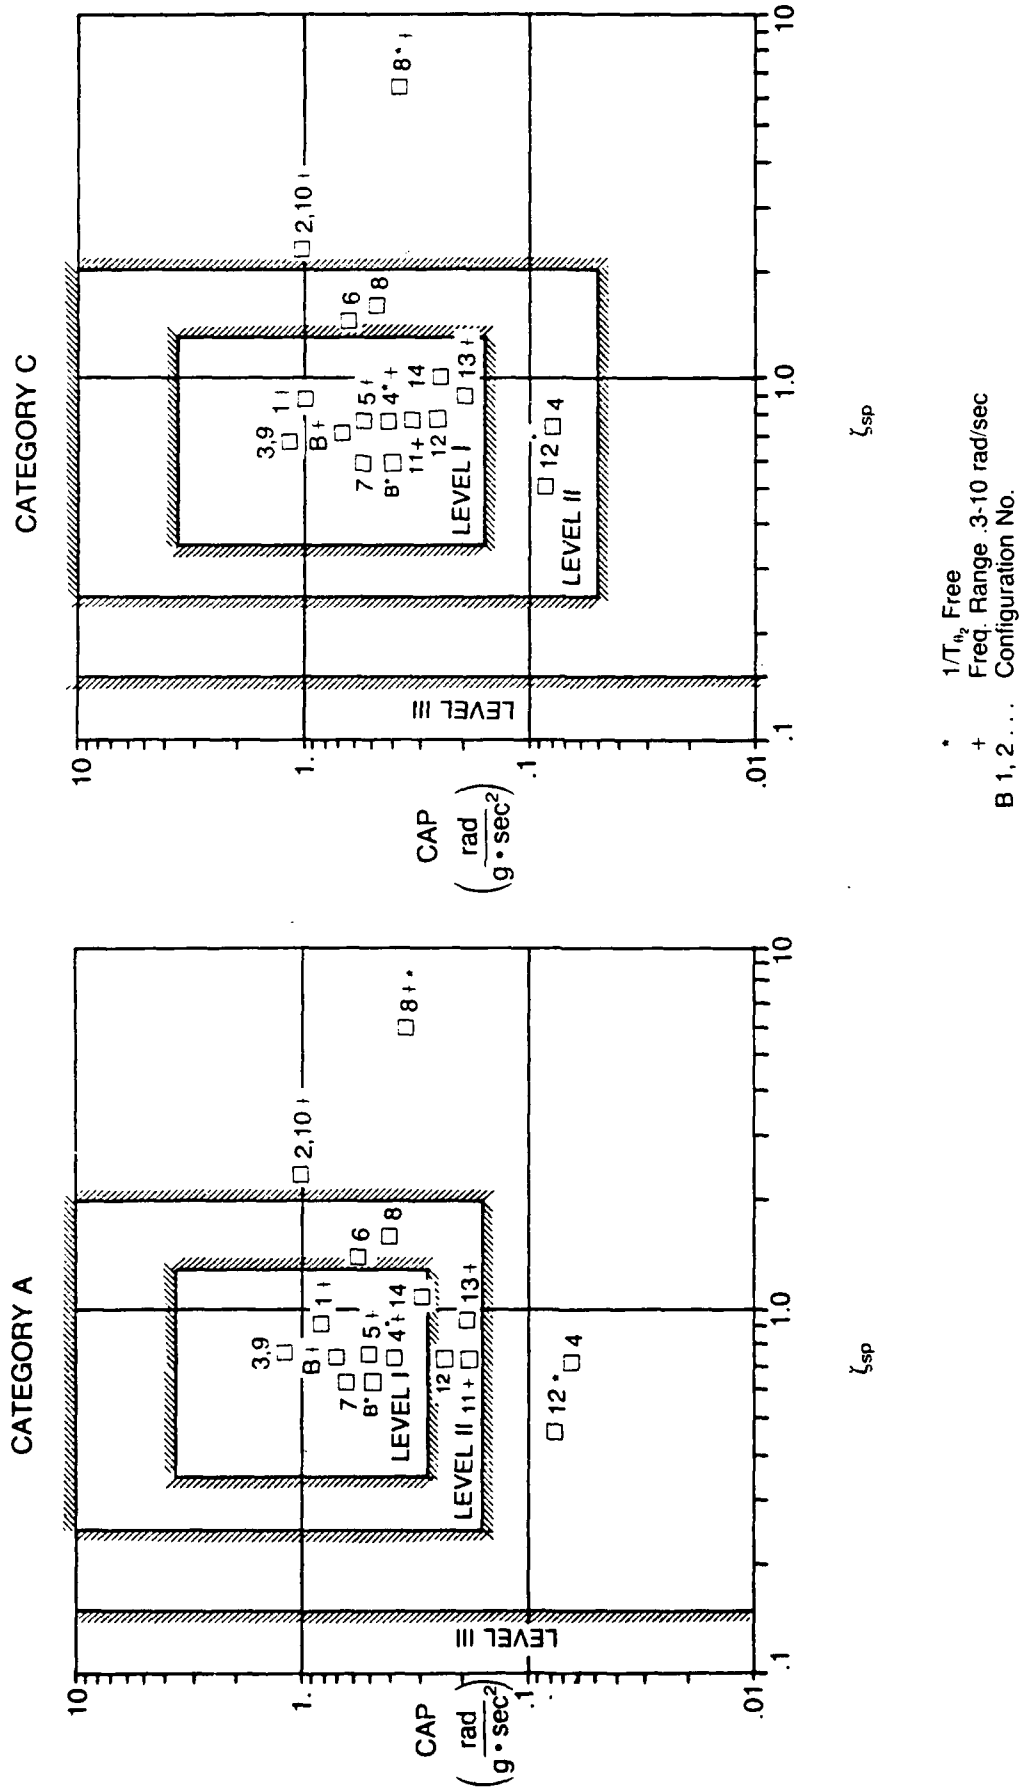 CATEGORY A
10
1.
.1
.01
CAP
(rad / g • sec²)
3,9
1+
B+
7
5+
B*
4*+
14
LEVEL I
6
8
2,10+
8+*
12
11+
13+
LEVEL II
12*
4
LEVEL III
.1
1.0
10
ζsp
CATEGORY C
10
1.
.1
.01
CAP
(rad / g • sec²)
3,9
1+
B+
7
5+
B*
4*+
11+
14
12
13+
LEVEL I
6
8
2,10+
8*+
12*
4
LEVEL II
LEVEL III
.1
1.0
10
ζsp
* 1/Tθ₂ Free
+ Freq. Range .3-10 rad/sec
B 1, 2 . . . Configuration No.